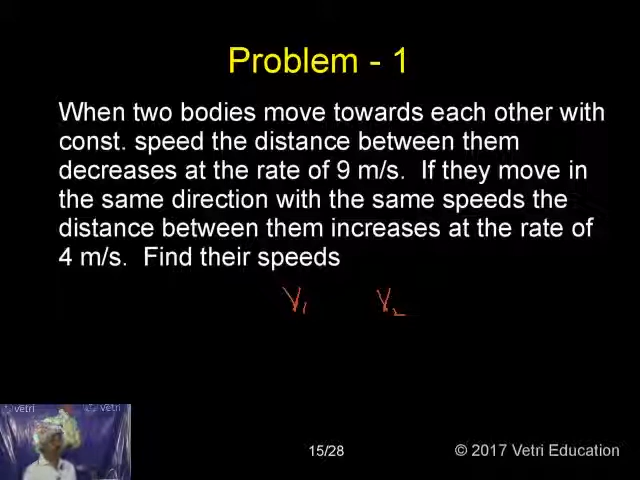 Problem - 1
When two bodies move towards each other with
const. speed the distance between them
decreases at the rate of 9 m/s. If they move in
the same direction with the same speeds the
distance between them increases at the rate of
4 m/s. Find their speeds
V₁ V₂
vetri vetri
15/28
© 2017 Vetri Education